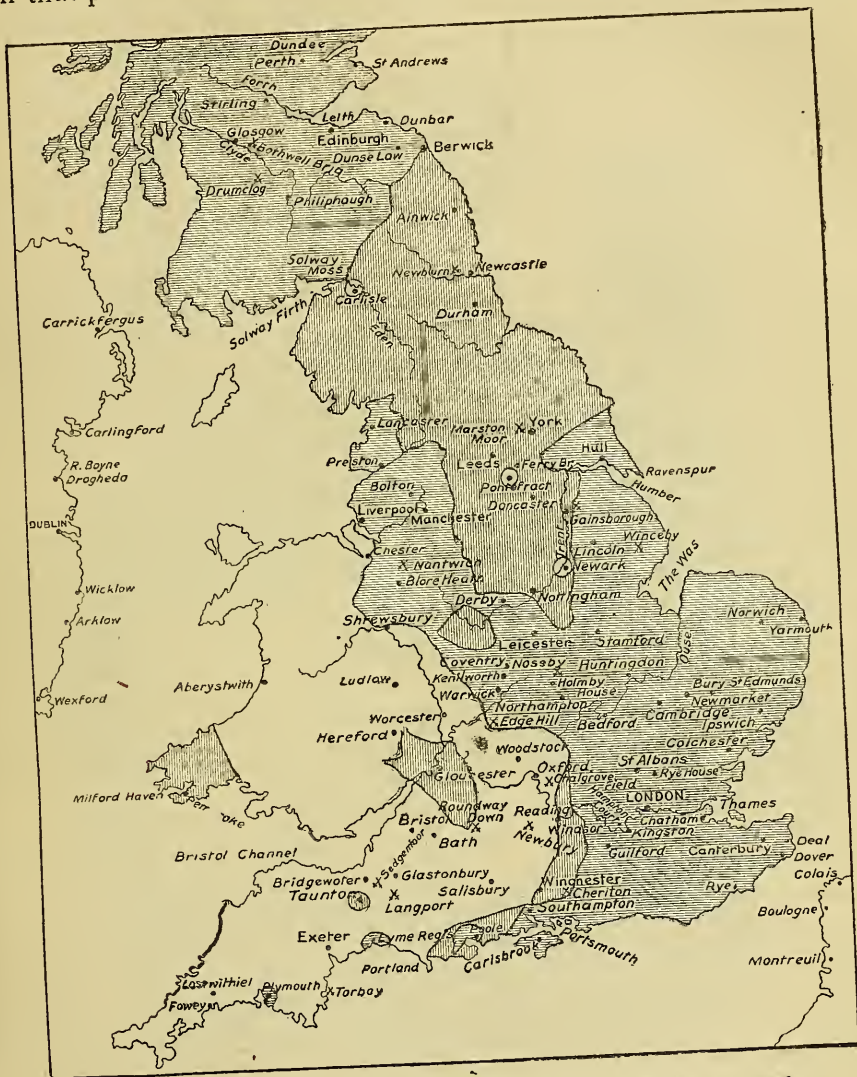 Dundee
Perth
St Andrews
Forth
Stirling
Leith
Dunbar
Glasgow
Edinburgh
Clyde
Bothwell Brig
Dunse Law
Berwick
Drumclog
Philiphaugh
Alnwick
Solway
Moss
Newburn
Newcastle
Carlisle
Solway Firth
Eden
Durham
Carrickfergus
Lancaster
Marston
Moor
York
Carlingford
Hull
Preston
Leeds
Ferry Br.
Ravenspur
R. Boyne
Drogheda
Humber
Bolton
Pontefract
Doncaster
Liverpool
Manchester
Gainsborough
DUBLIN
Trent
Winceby
Lincoln
Chester
Nantwich
Newark
The Was
Blore Heath
Wicklow
Derby
Nottingham
Arklow
Shrewsbury
Norwich
Yarmouth
Leicester
Stamford
Ouse
Coventry
Naseby
Huntingdon
Kenilworth
Aberystwith
Ludlow
Holmby
House
Bury St Edmunds
Warwick
Newmarket
Wexford
Northampton
Cambridge
Worcester
Edge Hill
Bedford
Ipswich
Hereford
Woodstock
Colchester
St Albans
Gloucester
Oxford
Chalgrove
Field
Rye House
Milford Haven
Hampton
Court
LONDON
Thames
Roundway
Down
Reading
Chatham
Bristol
Windsor
Kingston
Newbury
Bath
Bristol Channel
Sedgemoor
Guilford
Canterbury
Deal
Dover
Bridgewater
Glastonbury
Calais
Taunton
Salisbury
Winchester
Cheriton
Rye
Langport
Southampton
Boulogne
Exeter
Lyme Regis
Poole
Portsmouth
Portland
Carlsbrook
Montreuil
Lostwithiel
Plymouth
Torbay
Fowey